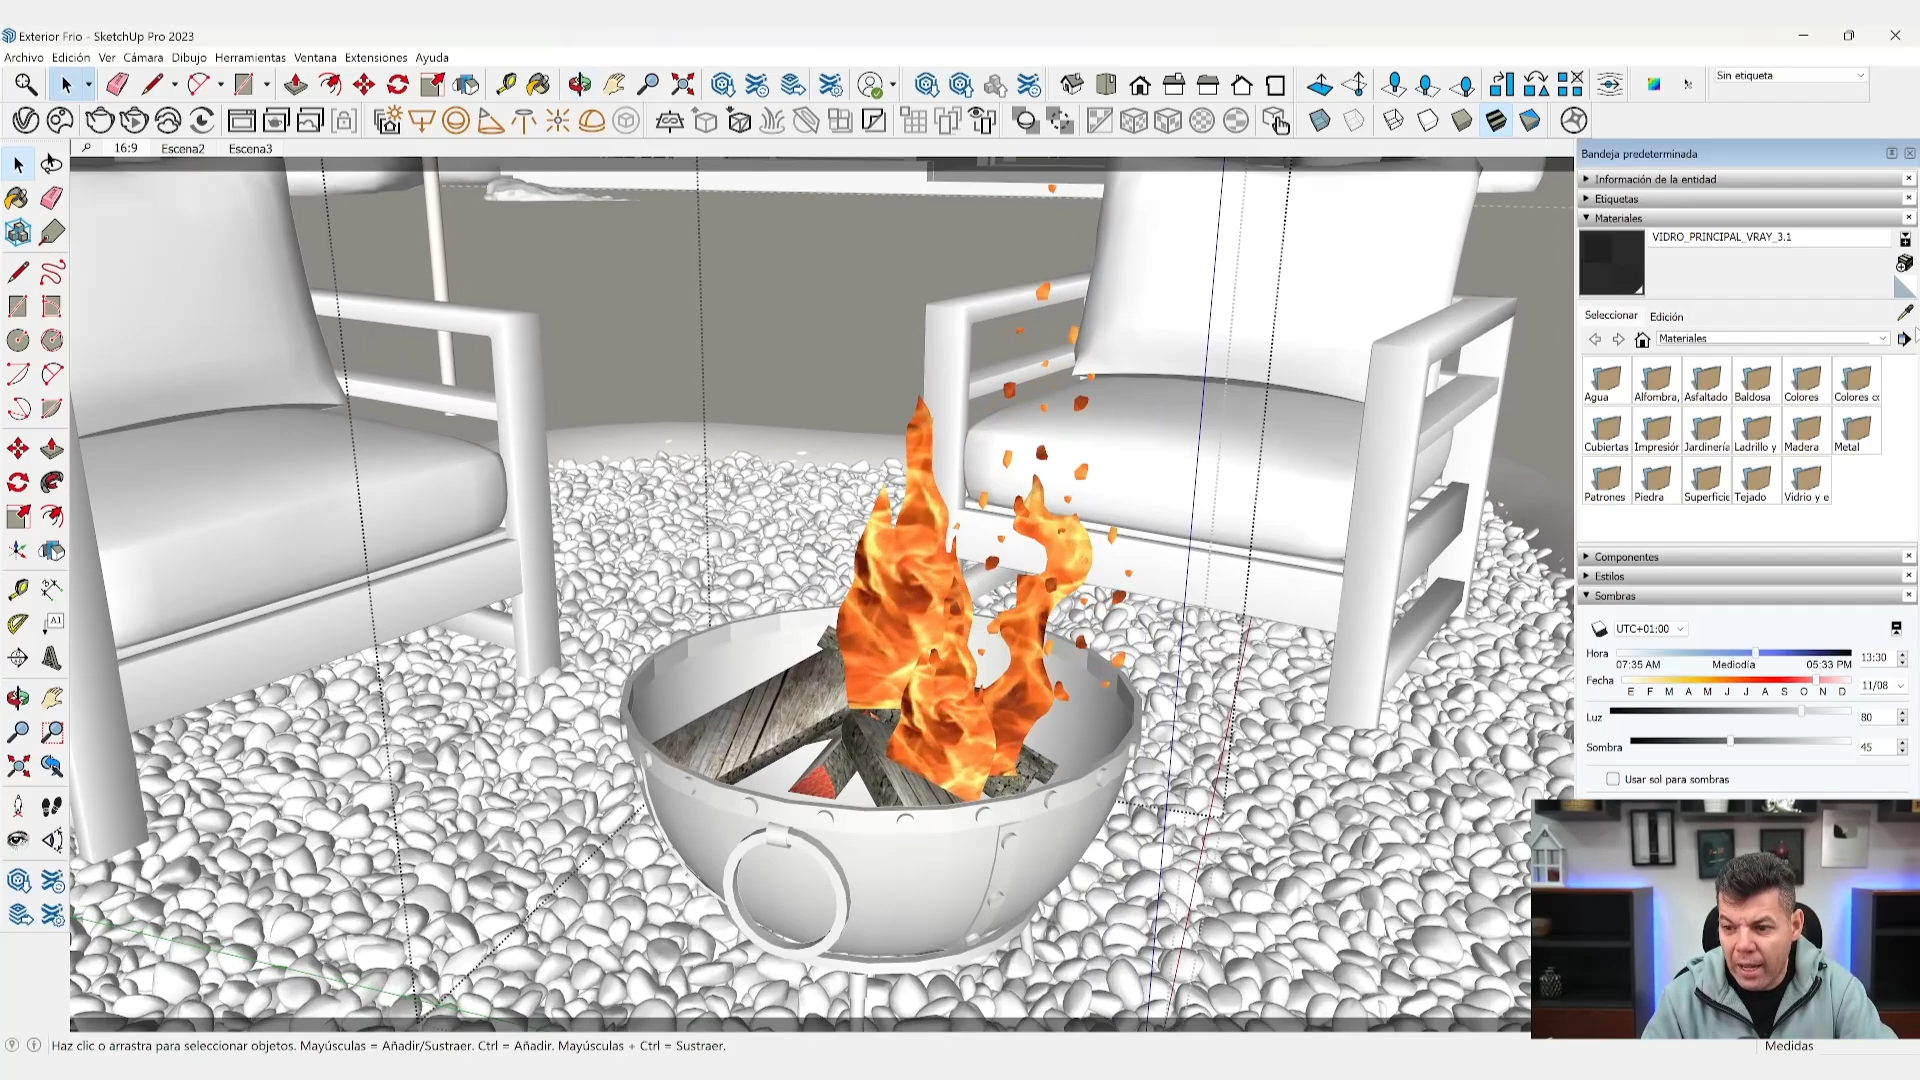 Exterior Frio - SketchUp Pro 2023
Archivo Edición Ver Cámara Dibujo Herramientas Ventana Extensiones Ayuda
Sin etiqueta
16:9 Escena2 Escena3
Bandeja predeterminada
Información de la entidad
Etiquetas
Materiales
VIDRO_PRINCIPAL_VRAY_3.1
Seleccionar Edición
Materiales
Agua Alfombra, Asfaltado Baldosa Colores Colores co
Cubiertas Impresión Jardinería Ladrillo y Madera Metal
Patrones Piedra Superficie Tejado Vidrio y e
Componentes
Estilos
Sombras
UTC+01:00
Hora 13:30
07:35 AM Mediodía 05:33 PM
Fecha 11/08
E F M A M J J A S O N D
Luz 80
Sombra 45
Usar sol para sombras
A1
Haz clic o arrastra para seleccionar objetos. Mayúsculas = Añadir/Sustraer. Ctrl = Añadir. Mayúsculas + Ctrl = Sustraer.
Medidas